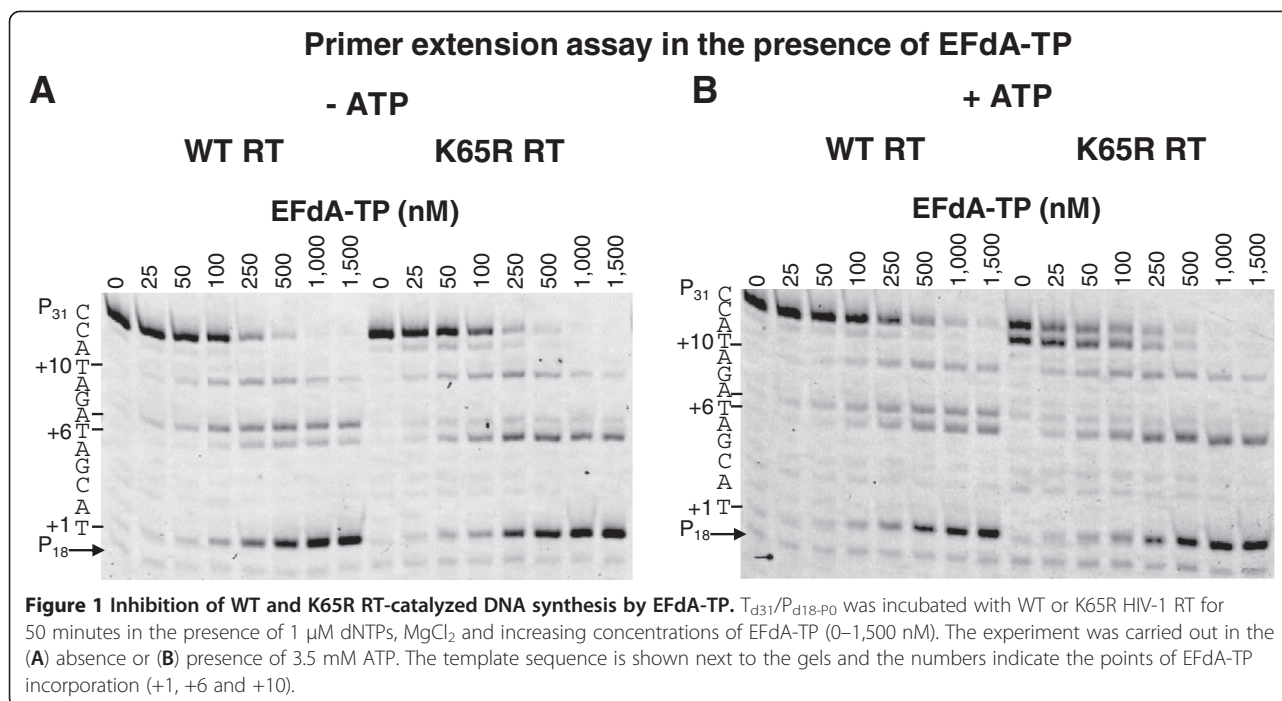 Primer extension assay in the presence of EFdA-TP
A
- ATP
WT RT K65R RT
EFdA-TP (nM)
0 25 50 100 250 500 1,000 1,500 0 25 50 100 250 500 1,000 1,500
P31 C
C
A
+10 T
A
G
A
+6 T
A
G
C
A
+1 T
P18
B
+ ATP
WT RT K65R RT
EFdA-TP (nM)
0 25 50 100 250 500 1,000 1,500 0 25 50 100 250 500 1,000 1,500
P31 C
C
A
+10 T
A
G
A
+6 T
A
G
C
A
+1 T
P18
Figure 1 Inhibition of WT and K65R RT-catalyzed DNA synthesis by EFdA-TP. Td31/Pd18-P0 was incubated with WT or K65R HIV-1 RT for
50 minutes in the presence of 1 μM dNTPs, MgCl2 and increasing concentrations of EFdA-TP (0–1,500 nM). The experiment was carried out in the
(A) absence or (B) presence of 3.5 mM ATP. The template sequence is shown next to the gels and the numbers indicate the points of EFdA-TP
incorporation (+1, +6 and +10).